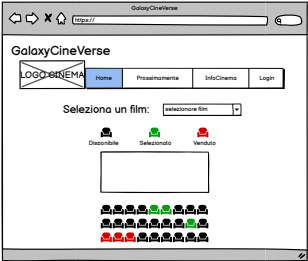 GalaxyCineVerse
https://
GalaxyCineVerse
LOGO CINEMA Home Prossimamente InfoCinema Login
Seleziona un film: selezionare film
Disponibile Selezionato Venduto